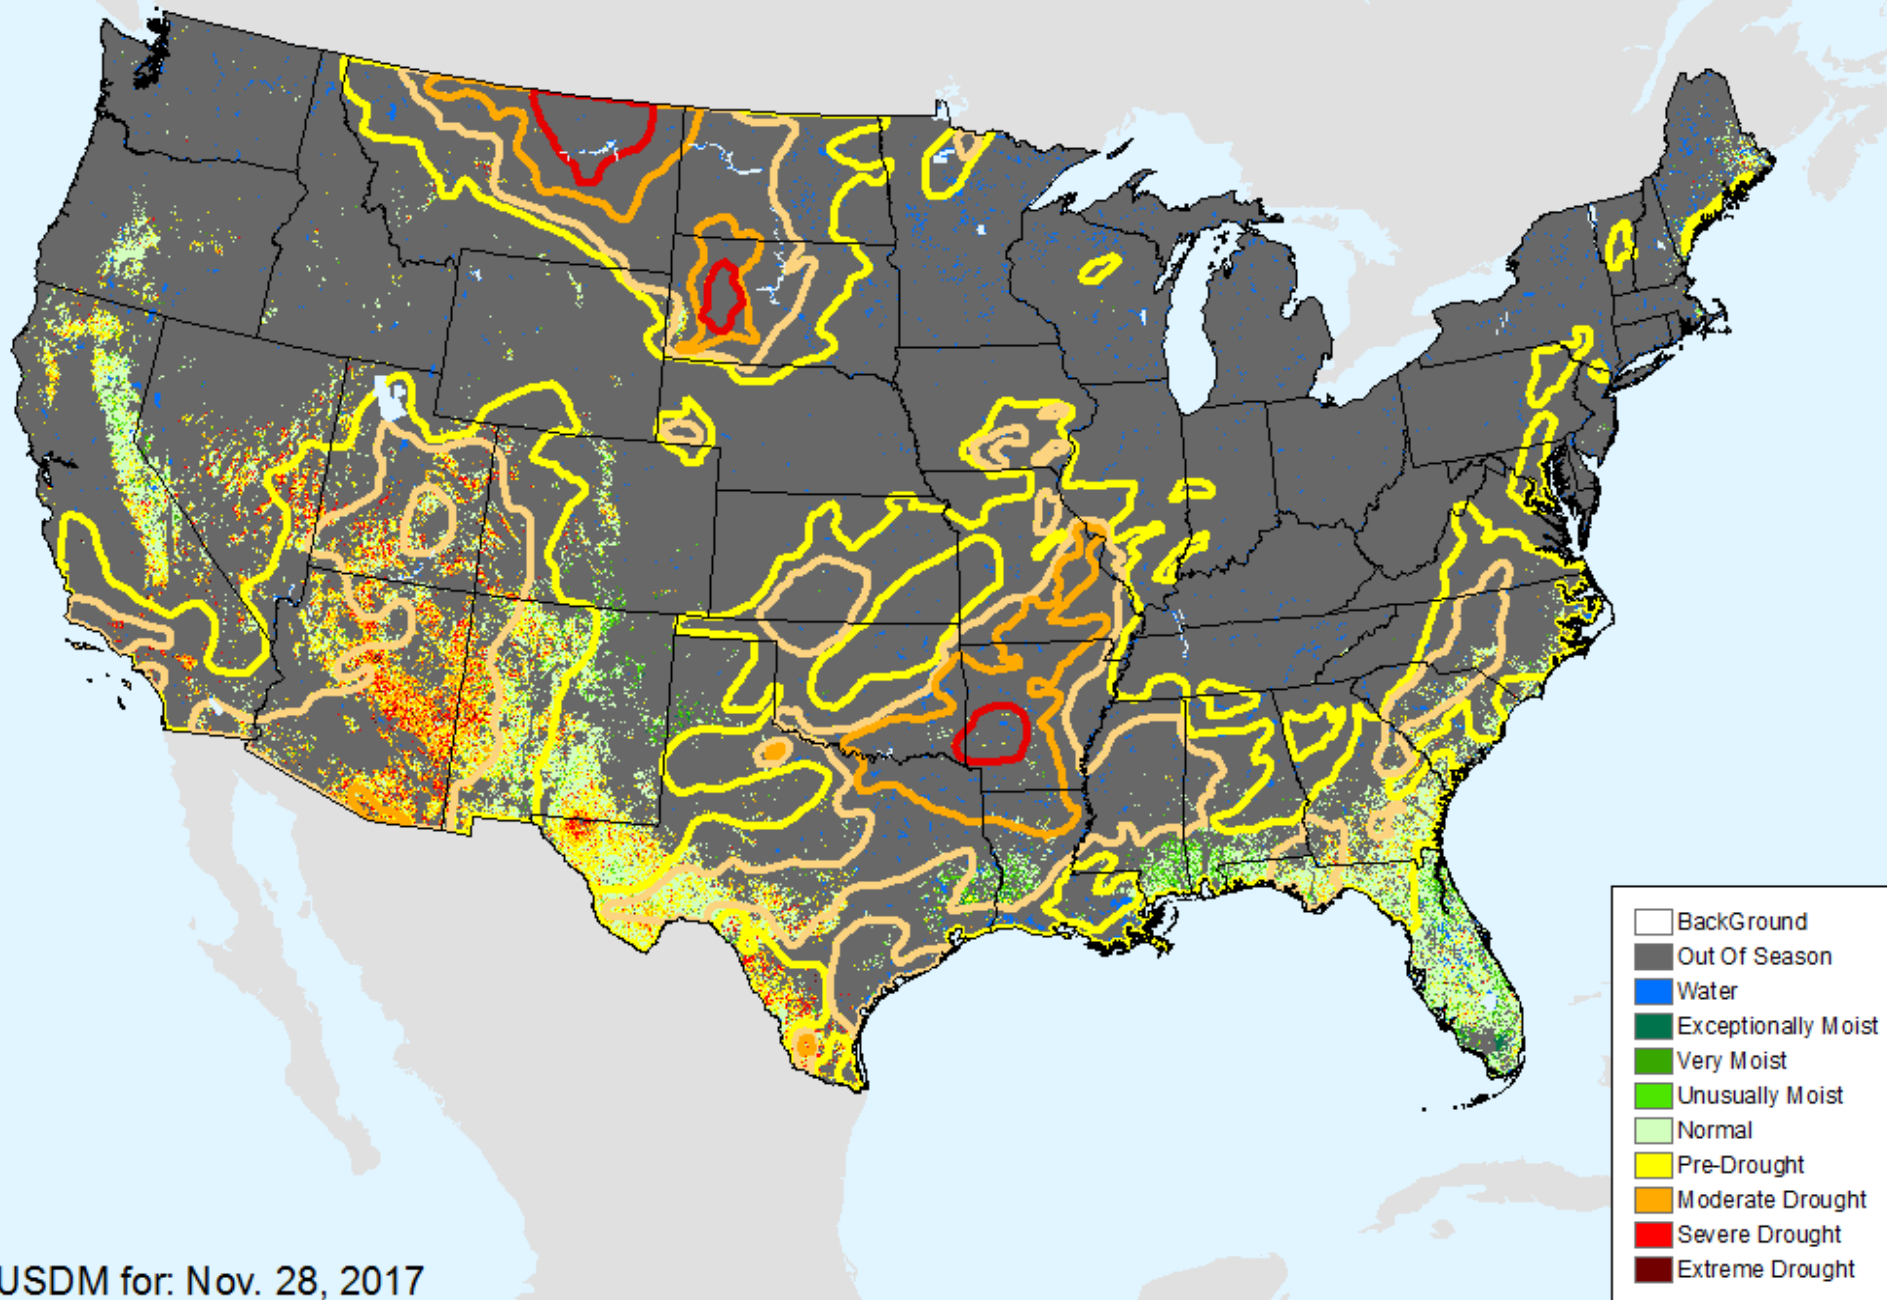 BackGround
Out Of Season
Water
Exceptionally Moist
Very Moist
Unusually Moist
Normal
Pre-Drought
Moderate Drought
Severe Drought
Extreme Drought
USDM for: Nov. 28, 2017